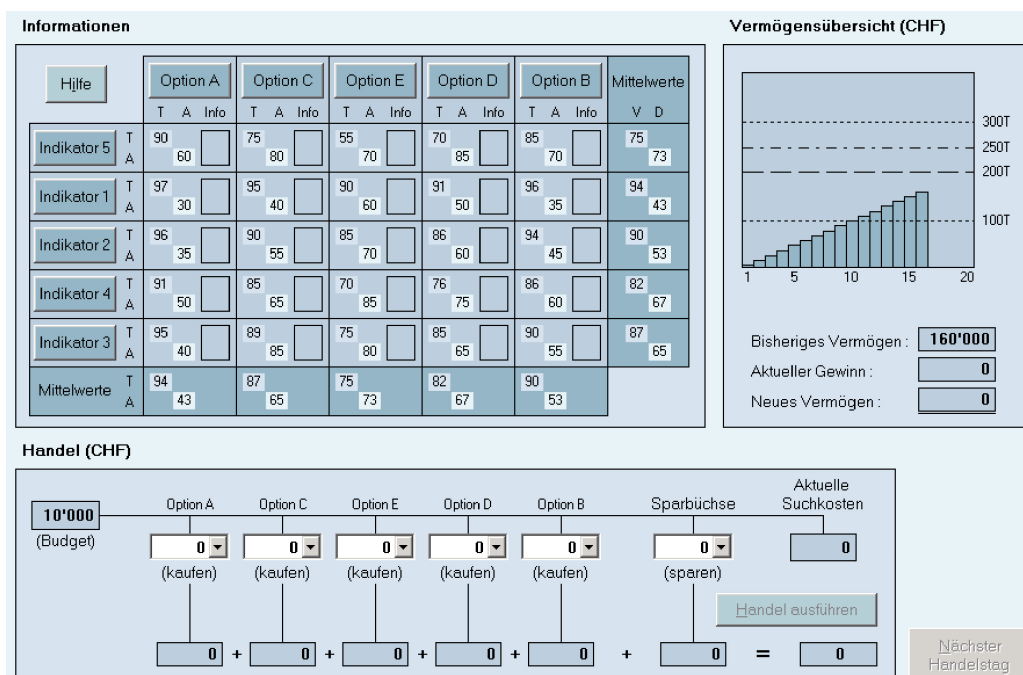 Informationen
Hilfe Option A Option C Option E Option D Option B Mittelwerte
T A Info T A Info T A Info T A Info T A Info V D
Indikator 5 T 90 75 55 70 85 75
A 60 80 70 85 70 73
Indikator 1 T 97 95 90 91 96 94
A 30 40 60 50 35 43
Indikator 2 T 96 90 85 86 94 90
A 35 55 70 60 45 53
Indikator 4 T 91 85 70 76 86 82
A 50 65 85 75 60 67
Indikator 3 T 95 89 75 85 90 87
A 40 85 80 65 55 65
Mittelwerte T 94 87 75 82 90
A 43 65 73 67 53
Vermögensübersicht (CHF)
300T
250T
200T
100T
1 5 10 15 20
Bisheriges Vermögen : 160'000
Aktueller Gewinn : 0
Neues Vermögen : 0
Handel (CHF)
10'000
(Budget)
Option A Option C Option E Option D Option B Sparbüchse Aktuelle Suchkosten
0 0 0 0 0 0 0
(kaufen) (kaufen) (kaufen) (kaufen) (kaufen) (sparen)
Handel ausführen
0 + 0 + 0 + 0 + 0 + 0 = 0
Nächster
Handelstag